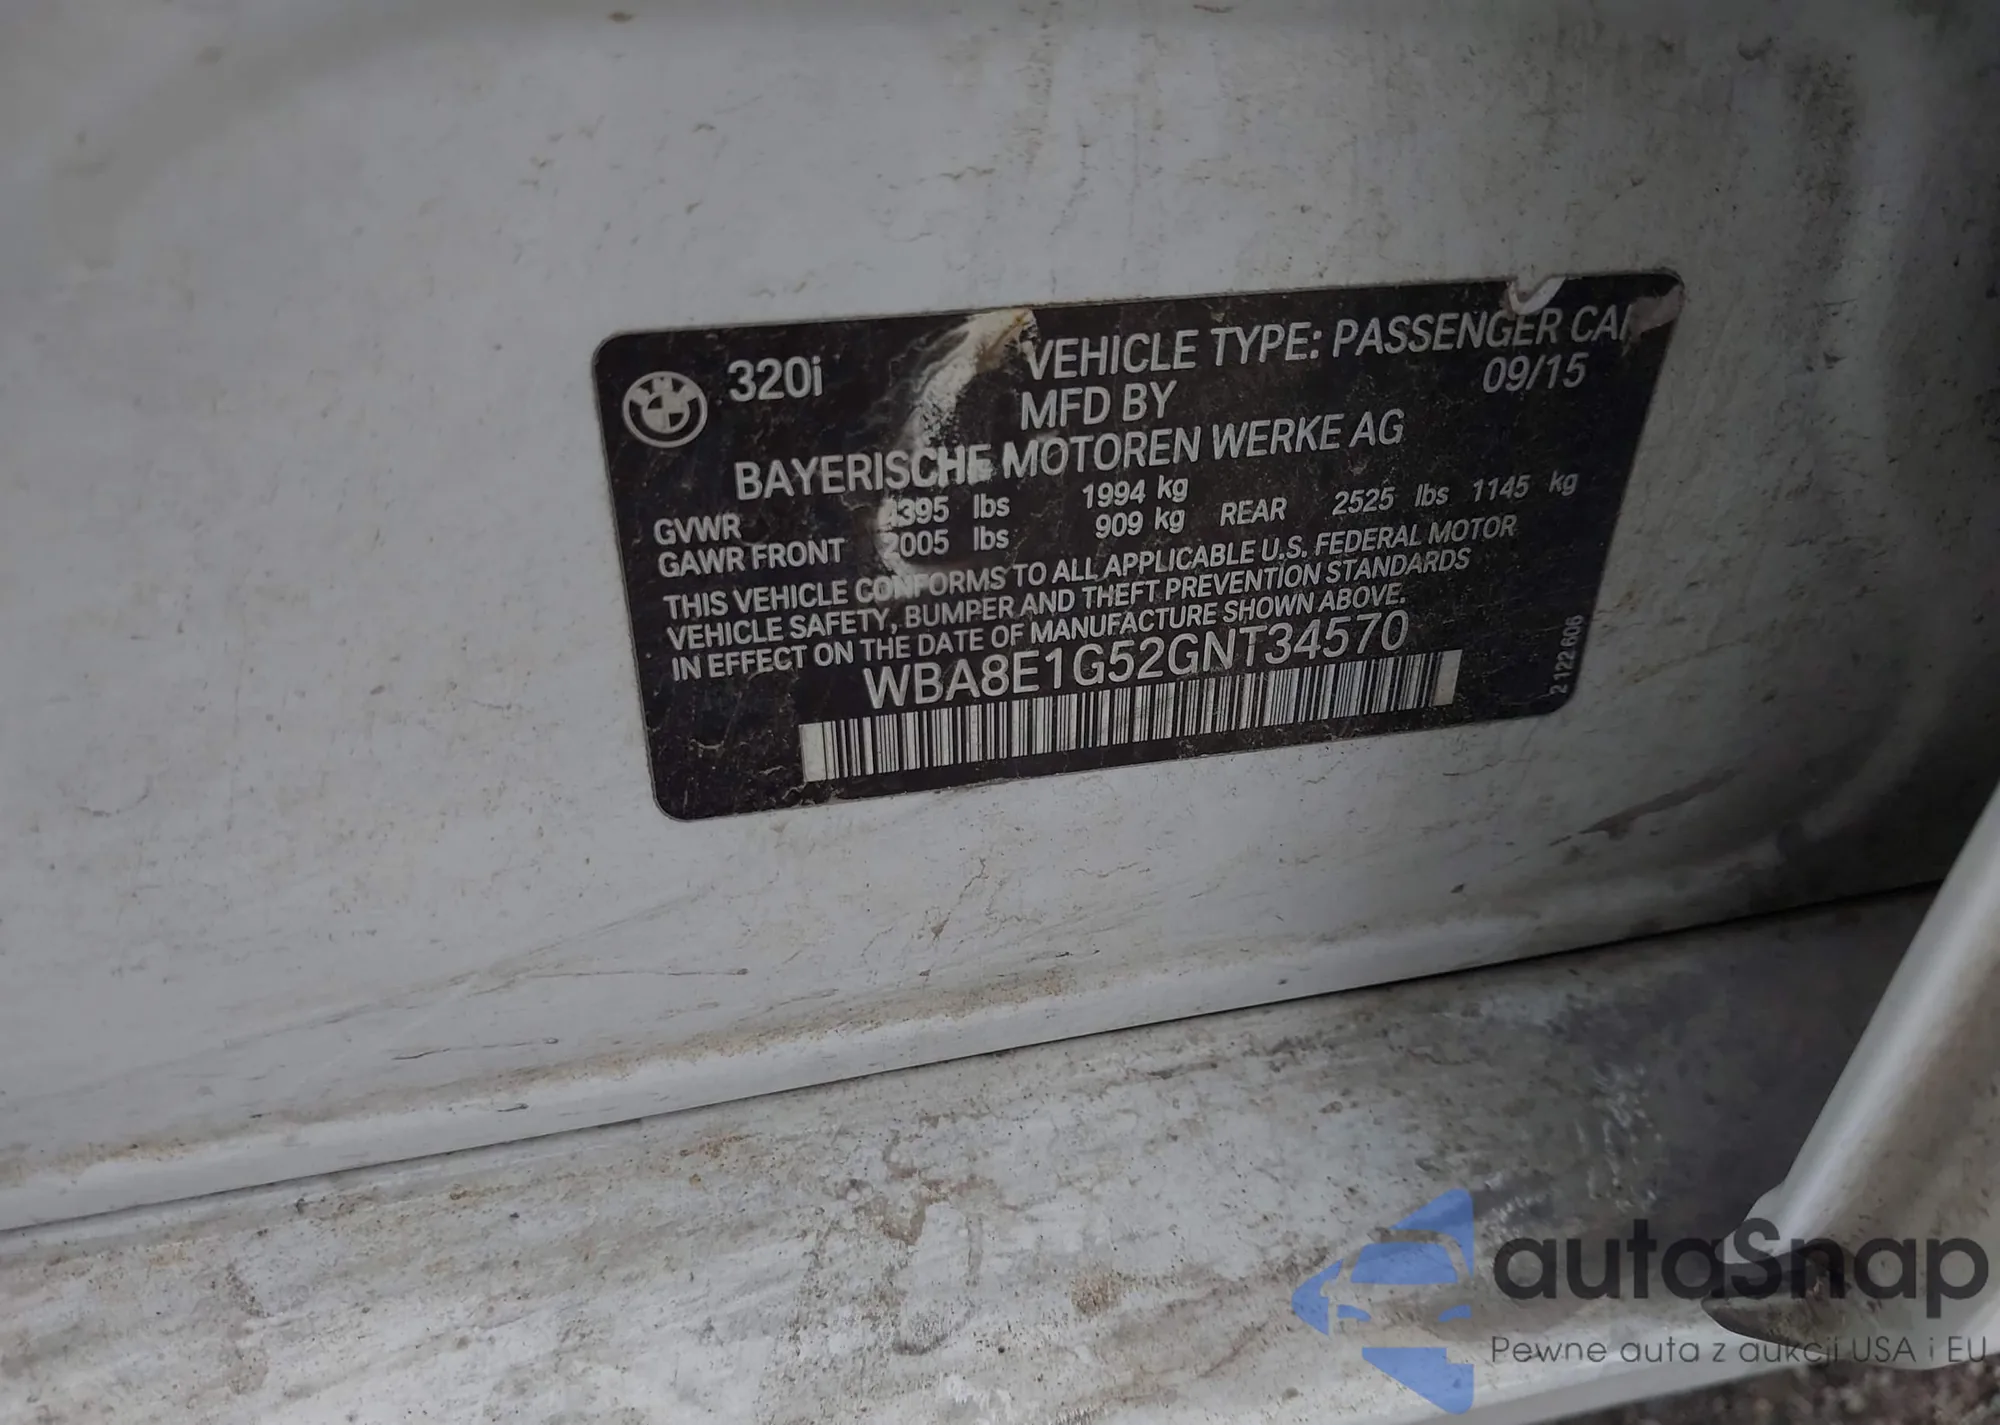 320i
VEHICLE TYPE: PASSENGER CAR
MFD BY 09/15
BAYERISCHE MOTOREN WERKE AG
GVWR 4395 lbs 1994 kg
GAWR FRONT 2005 lbs 909 kg REAR 2525 lbs 1145 kg
THIS VEHICLE CONFORMS TO ALL APPLICABLE U.S. FEDERAL MOTOR
VEHICLE SAFETY, BUMPER AND THEFT PREVENTION STANDARDS
IN EFFECT ON THE DATE OF MANUFACTURE SHOWN ABOVE.
WBA8E1G52GNT34570
2 122 606
autoSnap
Pewne auta z aukcji USA i EU